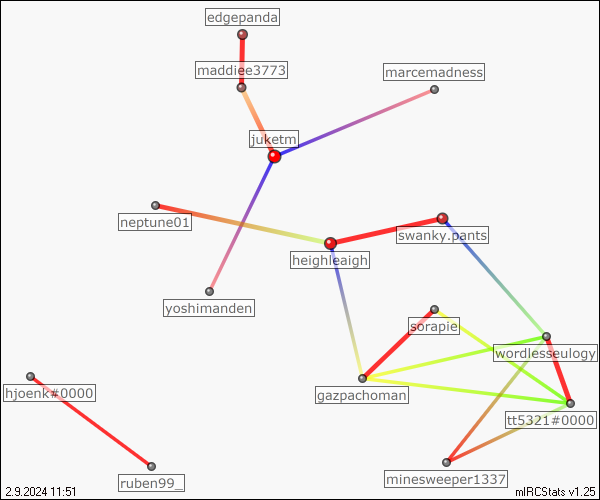 edgepanda
maddiee3773
marcemadness
juketm
neptune01
swanky.pants
heighleaigh
yoshimanden
sorapie
wordlesseulogy
hjoenk#0000
gazpachoman
tt5321#0000
ruben99_
minesweeper1337
2.9.2024 11:51
mIRCStats v1.25